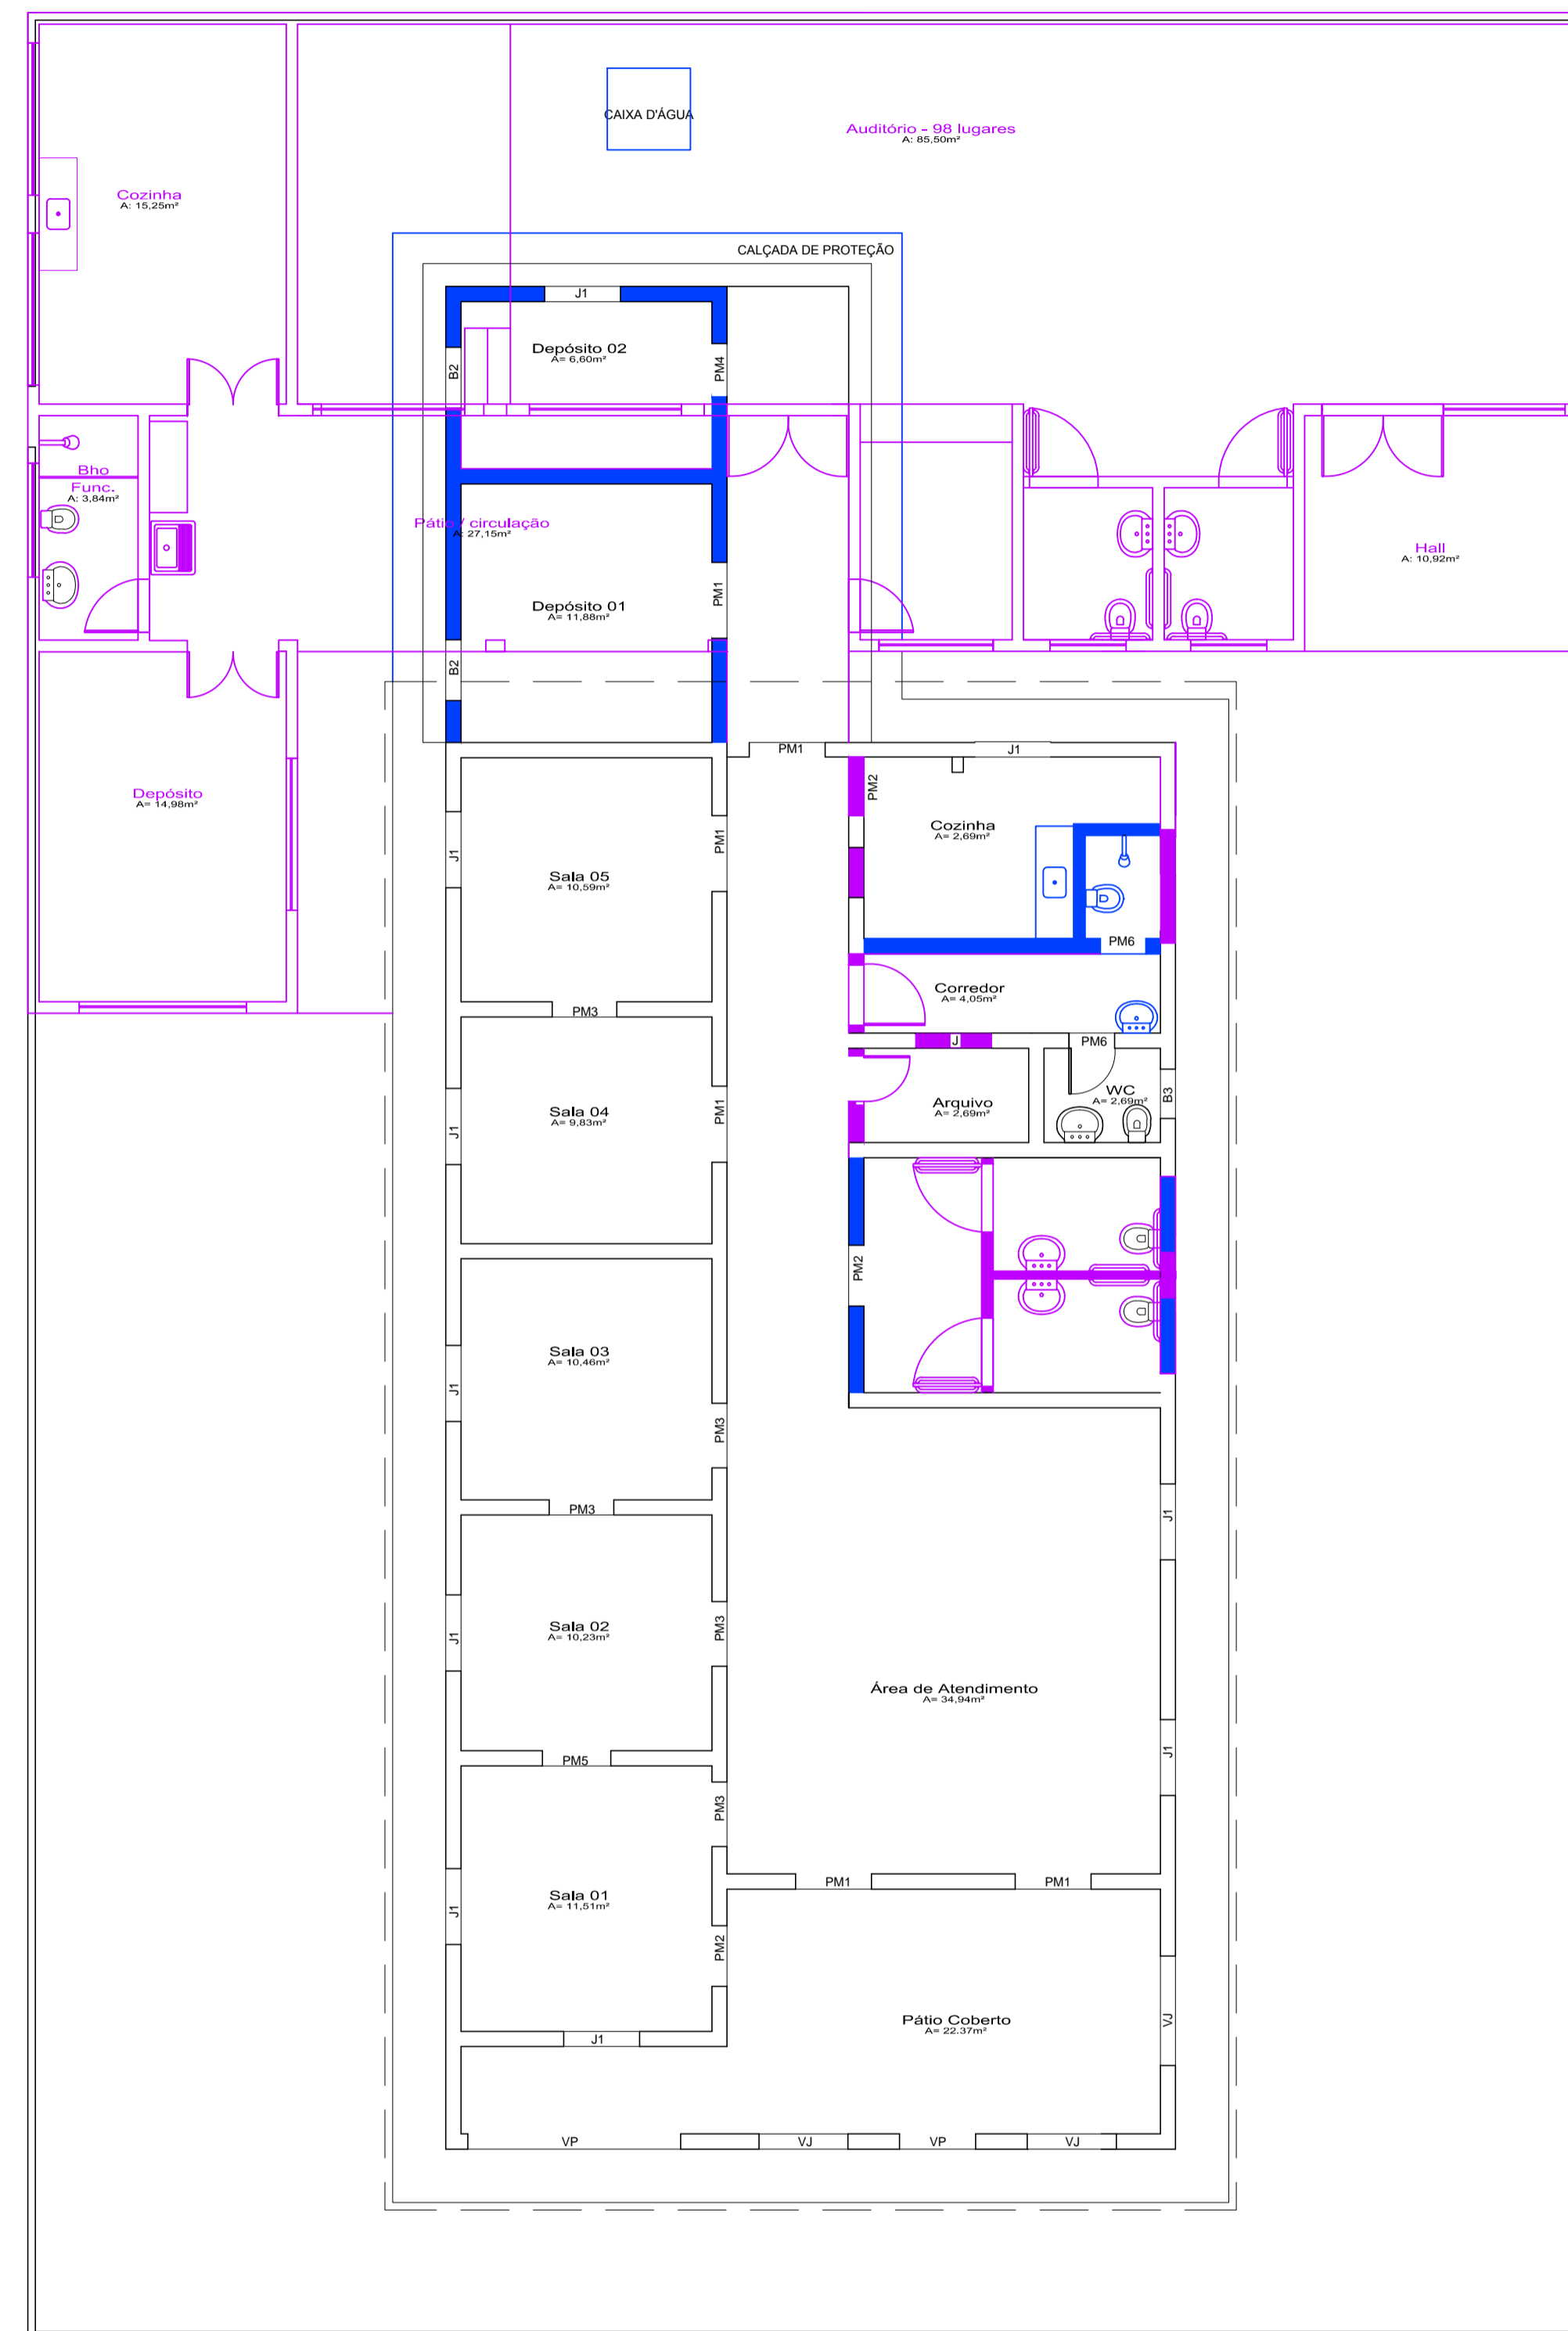 CAIXA D'ÁGUA
Auditório - 98 lugares
A: 85,50m²
Cozinha
A: 15,25m²
CALÇADA DE PROTEÇÃO
J1
Depósito 02
A= 6,60m²
B2
PM4
Bho
Func.
A: 3,84m²
Pátio / circulação
A: 27,15m²
Hall
A: 10,92m²
Depósito 01
A= 11,88m²
PM1
B2
PM1
J1
Depósito
A= 14,98m²
PM2
Cozinha
A= 2,69m²
PM1
J1
Sala 05
A= 10,59m²
PM6
Corredor
A= 4,05m²
PM3
J
PM6
Sala 04
A= 9,83m²
J1
PM1
Arquivo
A= 2,69m²
WC
A= 2,69m²
B3
PM2
Sala 03
A= 10,46m²
J1
PM3
PM3
J1
Sala 02
A= 10,23m²
J1
PM3
Área de Atendimento
A= 34,94m²
J1
PM5
PM3
Sala 01
A= 11,51m²
J1
PM1
PM1
PM2
Pátio Coberto
A= 22.37m²
VJ
J1
VP
VJ
VP
VJ